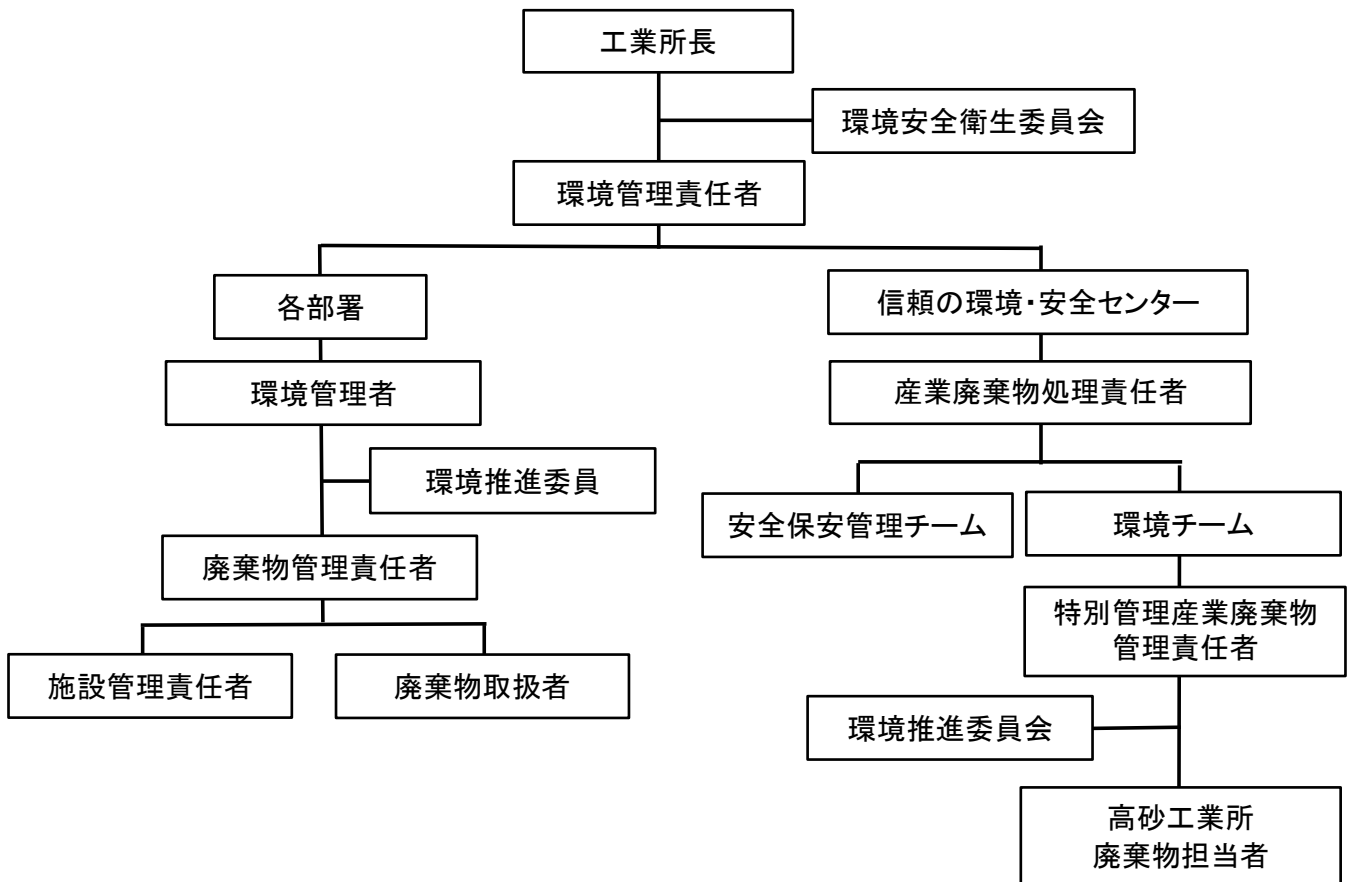 工業所長
環境安全衛生委員会
環境管理責任者
各部署
信頼の環境・安全センター
環境管理者
産業廃棄物処理責任者
環境推進委員
安全保安管理チーム
環境チーム
廃棄物管理責任者
特別管理産業廃棄物
管理責任者
施設管理責任者
廃棄物取扱者
環境推進委員会
高砂工業所
廃棄物担当者